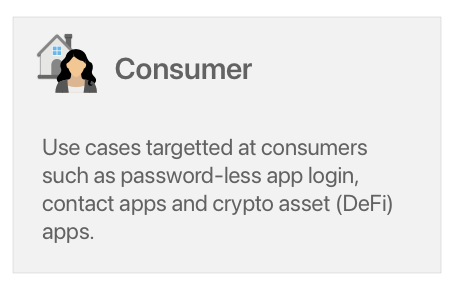 Consumer
Use cases targetted at consumers
such as password-less app login,
contact apps and crypto asset (DeFi)
apps.